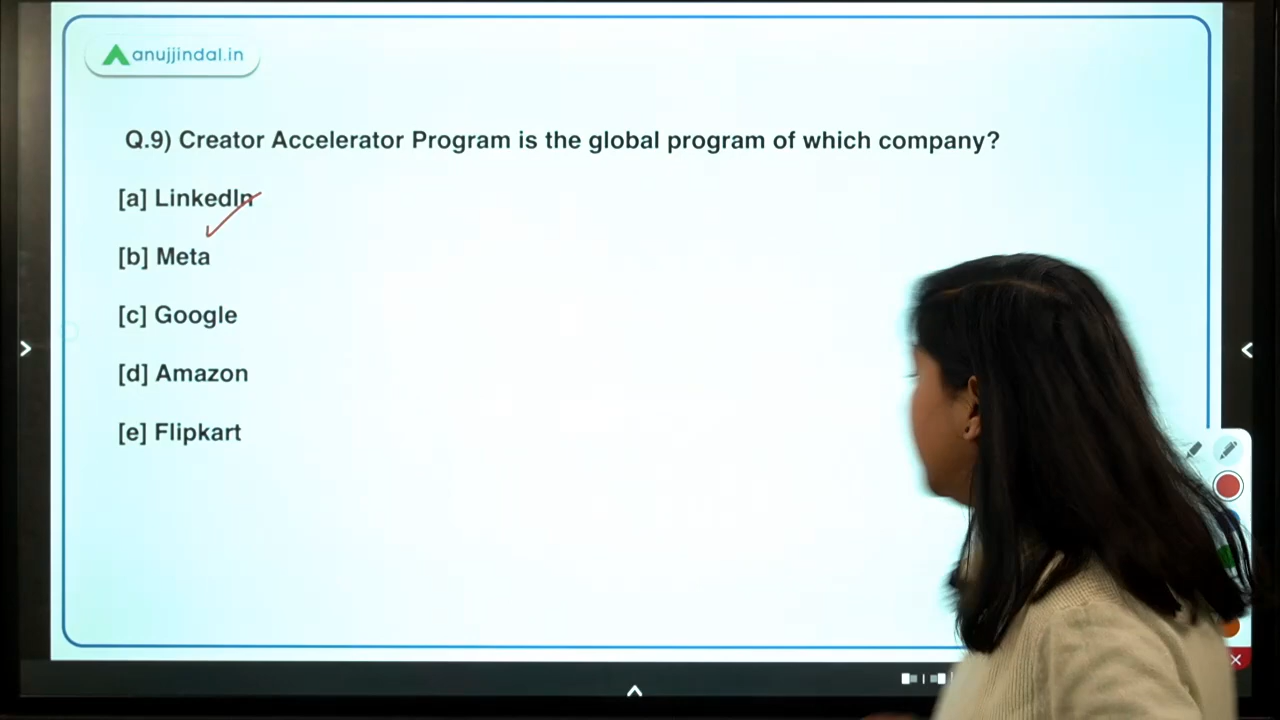 anujjindal.in
Q.9) Creator Accelerator Program is the global program of which company?
[a] LinkedIn
[b] Meta
[c] Google
[d] Amazon
[e] Flipkart